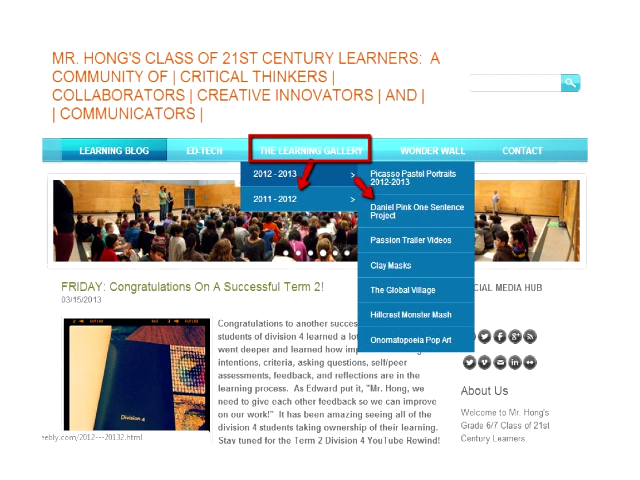 MR. HONG'S CLASS OF 21ST CENTURY LEARNERS: A
COMMUNITY OF | CRITICAL THINKERS |
COLLABORATORS | CREATIVE INNOVATORS | AND |
| COMMUNICATORS |
LEARNING BLOG
ED-TECH
THE LEARNING GALLERY
WONDER WALL
CONTACT
2012 - 2013 >
2011 - 2012 >
Picasso Pastel Portraits
2012-2013
Daniel Pink One Sentence
Project
Passion Trailer Videos
Clay Masks
The Global Village
Hillcrest Monster Mash
Onomatopoeia Pop Art
FRIDAY: Congratulations On A Successful Term 2!
03/15/2013
Division 4
Congratulations to another succes
students of division 4 learned a lo
went deeper and learned how imp
intentions, criteria, asking questions, self/peer
assessments, feedback, and reflections are in the
learning process. As Edward put it, "Mr. Hong, we
need to give each other feedback so we can improve
on our work!" It has been amazing seeing all of the
division 4 students taking ownership of their learning.
Stay tuned for the Term 2 Division 4 YouTube Rewind!
CIAL MEDIA HUB
About Us
Welcome to Mr. Hong's
Grade 6/7 Class of 21st
Century Learners.
eebly.com/2012---20132.html